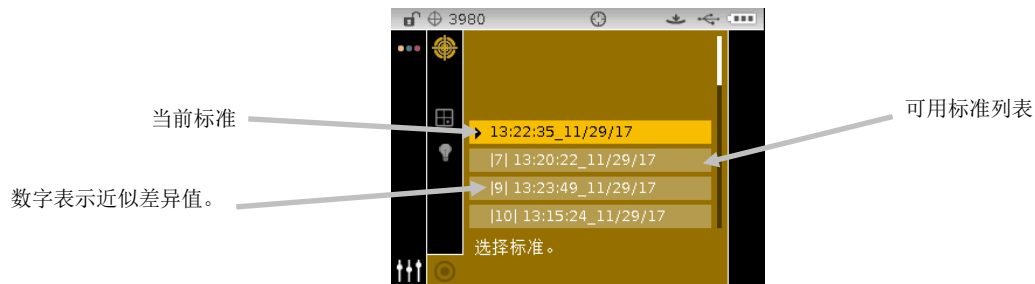 3980
当前标准
可用标准列表
13:22:35_11/29/17
|7| 13:20:22_11/29/17
数字表示近似差异值。
|9| 13:23:49_11/29/17
|10| 13:15:24_11/29/17
选择标准。